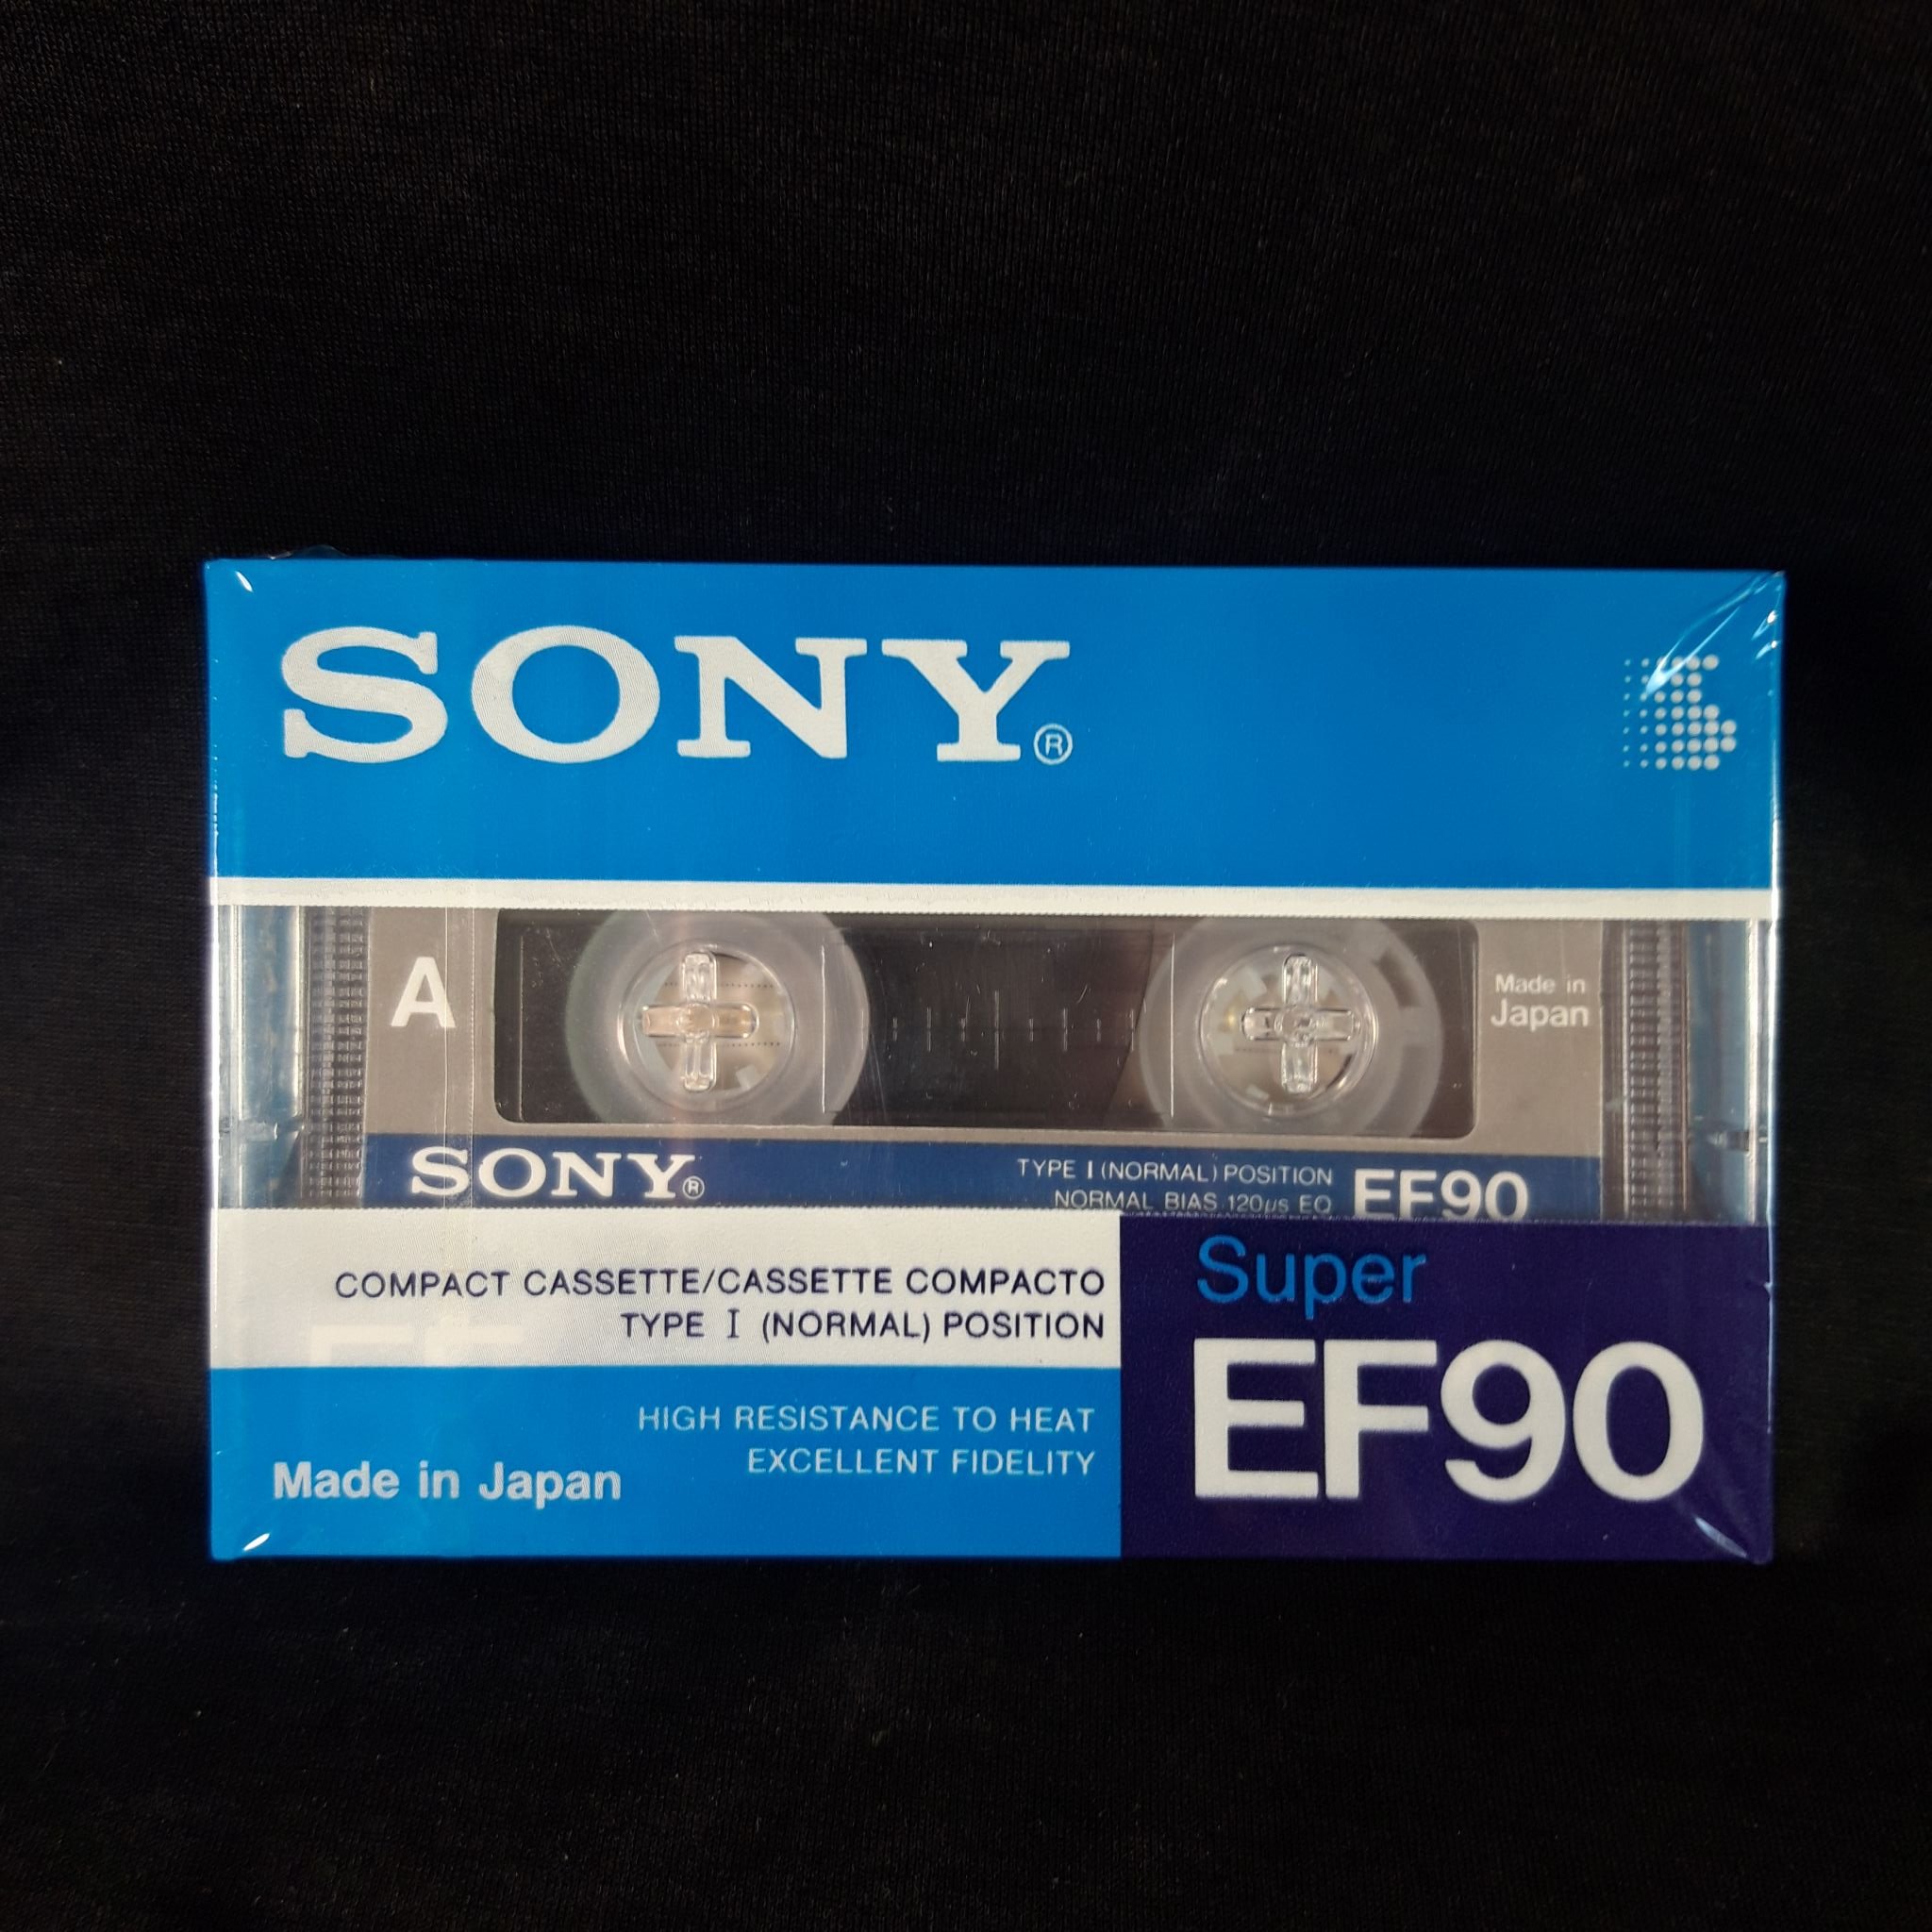 SONY®
A
Made in
Japan
SONY®
TYPE I (NORMAL) POSITION
NORMAL BIAS 120μs EQ
EF90
COMPACT CASSETTE/CASSETTE COMPACTO
TYPE I (NORMAL) POSITION
HIGH RESISTANCE TO HEAT
EXCELLENT FIDELITY
Made in Japan
Super
EF90